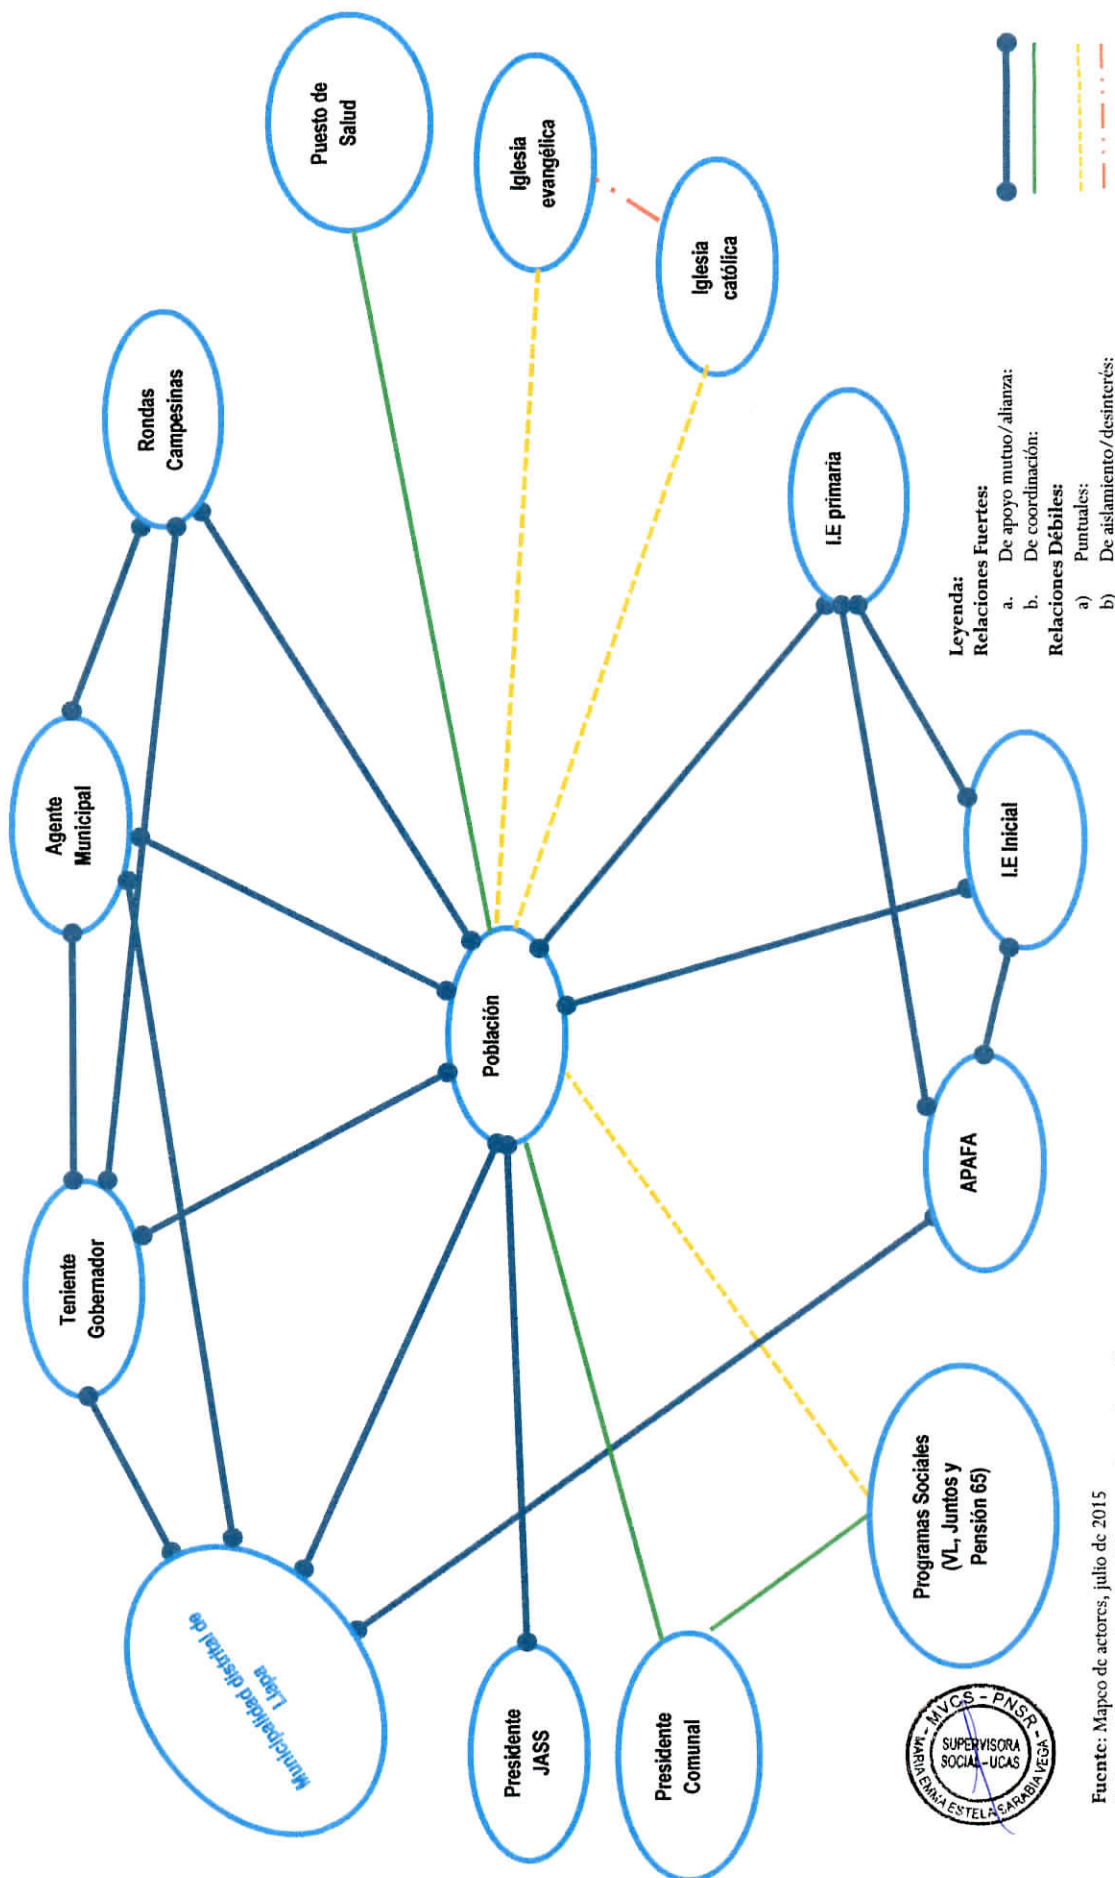 Puesto de
Salud
Rondas
Campesinas
Iglesia
evangélica
Iglesia
católica
Agente
Municipal
I.E primaria
Teniente
Gobernador
Población
I.E Inicial
APAFA
Municipalidad distrital de
Llapa
Presidente
JASS
Presidente
Comunal
Programas Sociales
(VL., Juntos y
Pensión 65)
Leyenda:
Relaciones Fuertes:
a. De apoyo mutuo/alianza:
b. De coordinación:
Relaciones Débiles:
a) Puntuales:
b) De aislamiento/desinterés:
- MVCS - PNSR -
SUPERVISORA
SOCIAL-UCAS
MARIA EMMA ESTELA SARABIA VEGA
Fuente: Mapeo de actores, julio de 2015